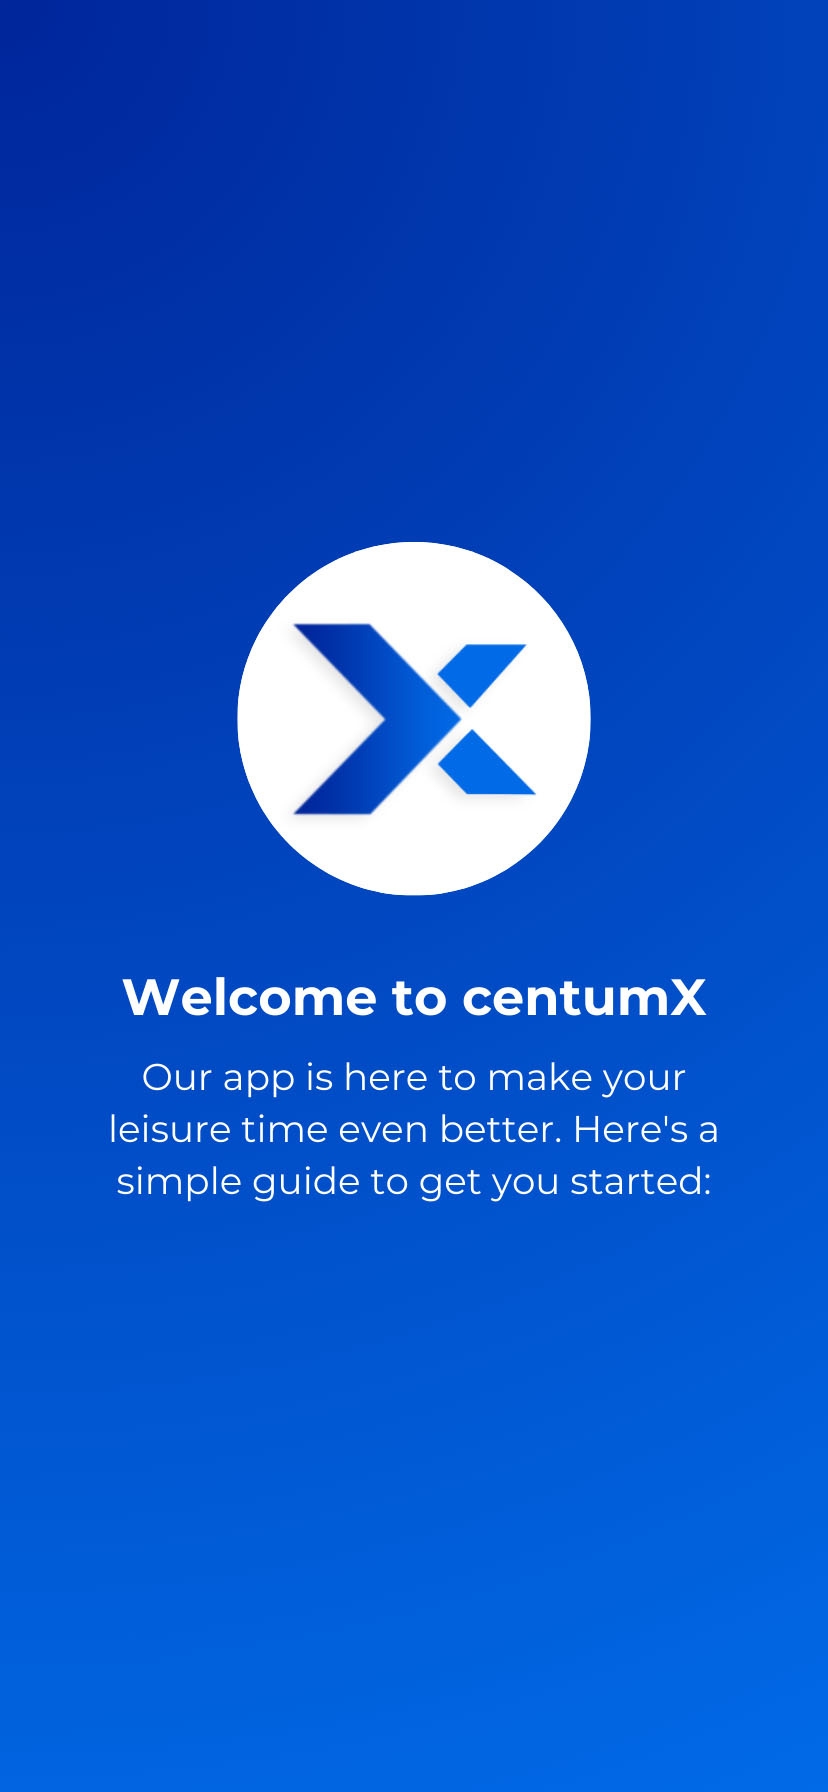 Welcome to centumX
Our app is here to make your
leisure time even better. Here's a
simple guide to get you started: